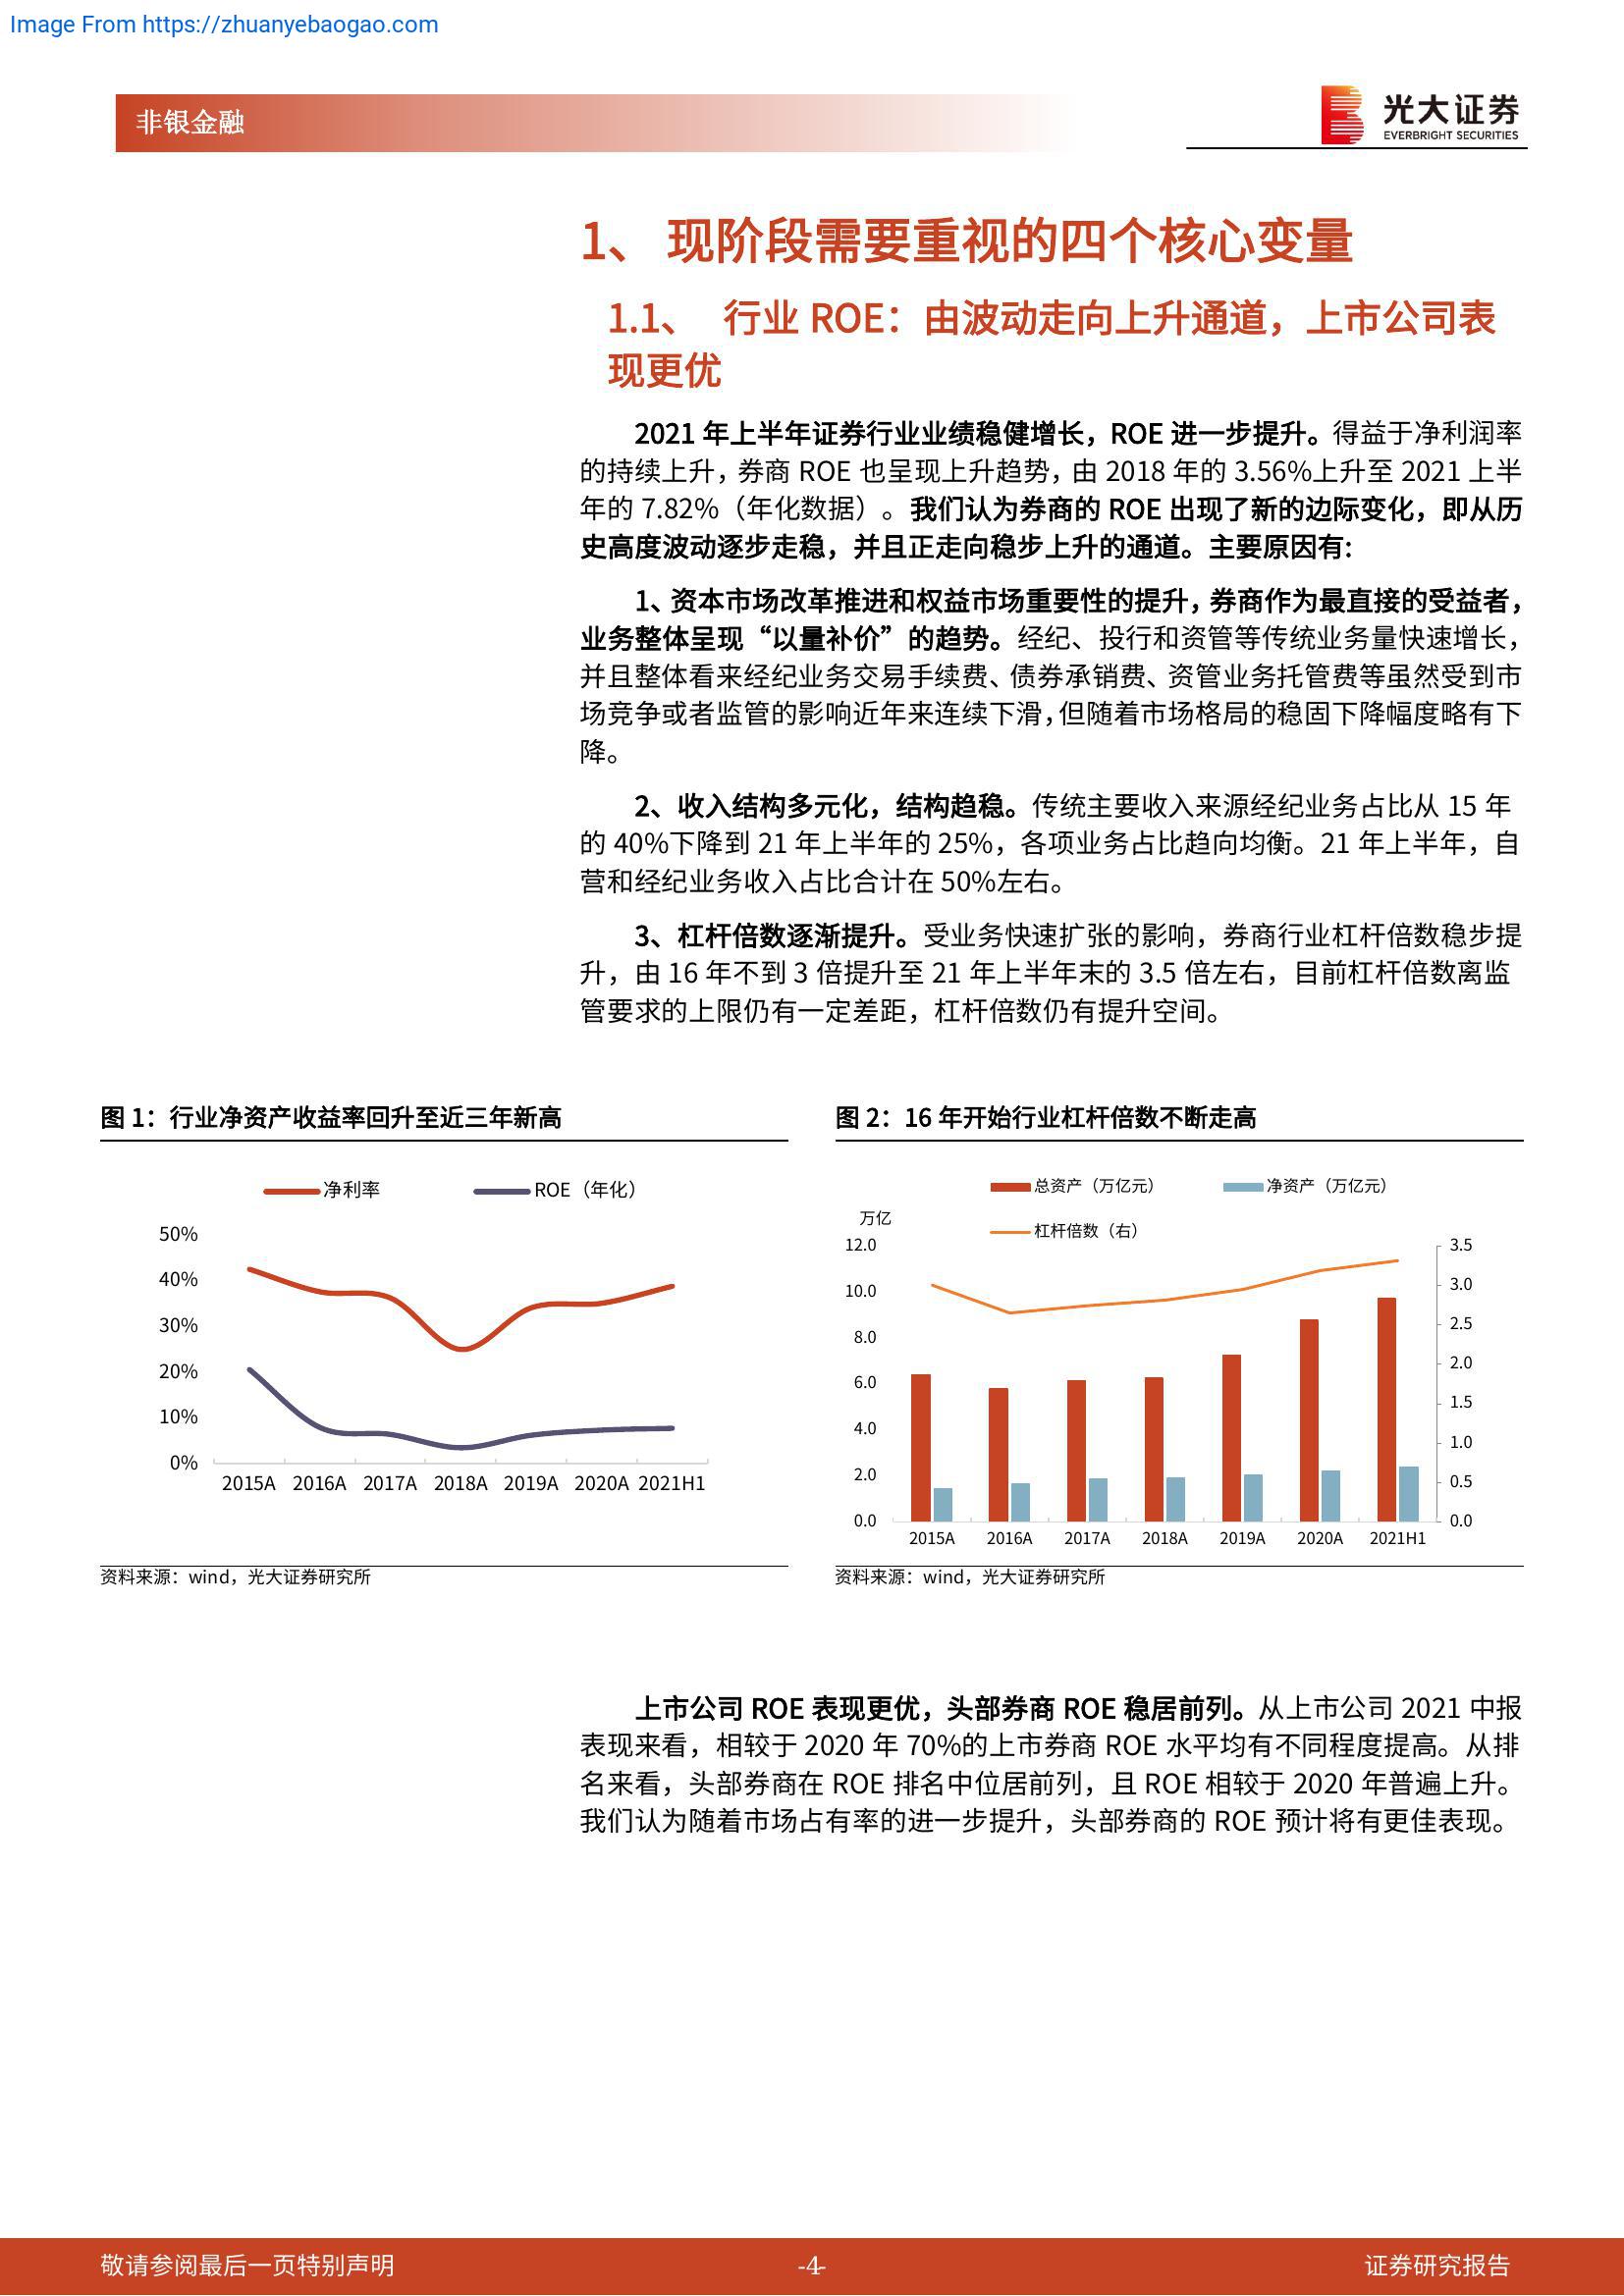 Image From https://zhuanyebaogao.com
非银金融
光大证券
EVERBRIGHT SECURITIES
1、 现阶段需要重视的四个核心变量
1.1、 行业 ROE：由波动走向上升通道，上市公司表
现更优
2021 年上半年证券行业业绩稳健增长，ROE 进一步提升。得益于净利润率
的持续上升，券商 ROE 也呈现上升趋势，由 2018 年的 3.56%上升至 2021 上半
年的 7.82%（年化数据）。我们认为券商的 ROE 出现了新的边际变化，即从历
史高度波动逐步走稳，并且正走向稳步上升的通道。主要原因有:
1、资本市场改革推进和权益市场重要性的提升，券商作为最直接的受益者，
业务整体呈现“以量补价”的趋势。经纪、投行和资管等传统业务量快速增长，
并且整体看来经纪业务交易手续费、债券承销费、资管业务托管费等虽然受到市
场竞争或者监管的影响近年来连续下滑，但随着市场格局的稳固下降幅度略有下
降。
2、收入结构多元化，结构趋稳。传统主要收入来源经纪业务占比从 15 年
的 40%下降到 21 年上半年的 25%，各项业务占比趋向均衡。21 年上半年，自
营和经纪业务收入占比合计在 50%左右。
3、杠杆倍数逐渐提升。受业务快速扩张的影响，券商行业杠杆倍数稳步提
升，由 16 年不到 3 倍提升至 21 年上半年末的 3.5 倍左右，目前杠杆倍数离监
管要求的上限仍有一定差距，杠杆倍数仍有提升空间。
图 1：行业净资产收益率回升至近三年新高
净利率 ROE（年化）
50%
40%
30%
20%
10%
0%
2015A 2016A 2017A 2018A 2019A 2020A 2021H1
资料来源：wind，光大证券研究所
图 2：16 年开始行业杠杆倍数不断走高
总资产（万亿元） 净资产（万亿元）
杠杆倍数（右）
万亿
12.0
10.0
8.0
6.0
4.0
2.0
0.0
3.5
3.0
2.5
2.0
1.5
1.0
0.5
0.0
2015A 2016A 2017A 2018A 2019A 2020A 2021H1
资料来源：wind，光大证券研究所
上市公司 ROE 表现更优，头部券商 ROE 稳居前列。从上市公司 2021 中报
表现来看，相较于 2020 年 70%的上市券商 ROE 水平均有不同程度提高。从排
名来看，头部券商在 ROE 排名中位居前列，且 ROE 相较于 2020 年普遍上升。
我们认为随着市场占有率的进一步提升，头部券商的 ROE 预计将有更佳表现。
敬请参阅最后一页特别声明 -4- 证券研究报告